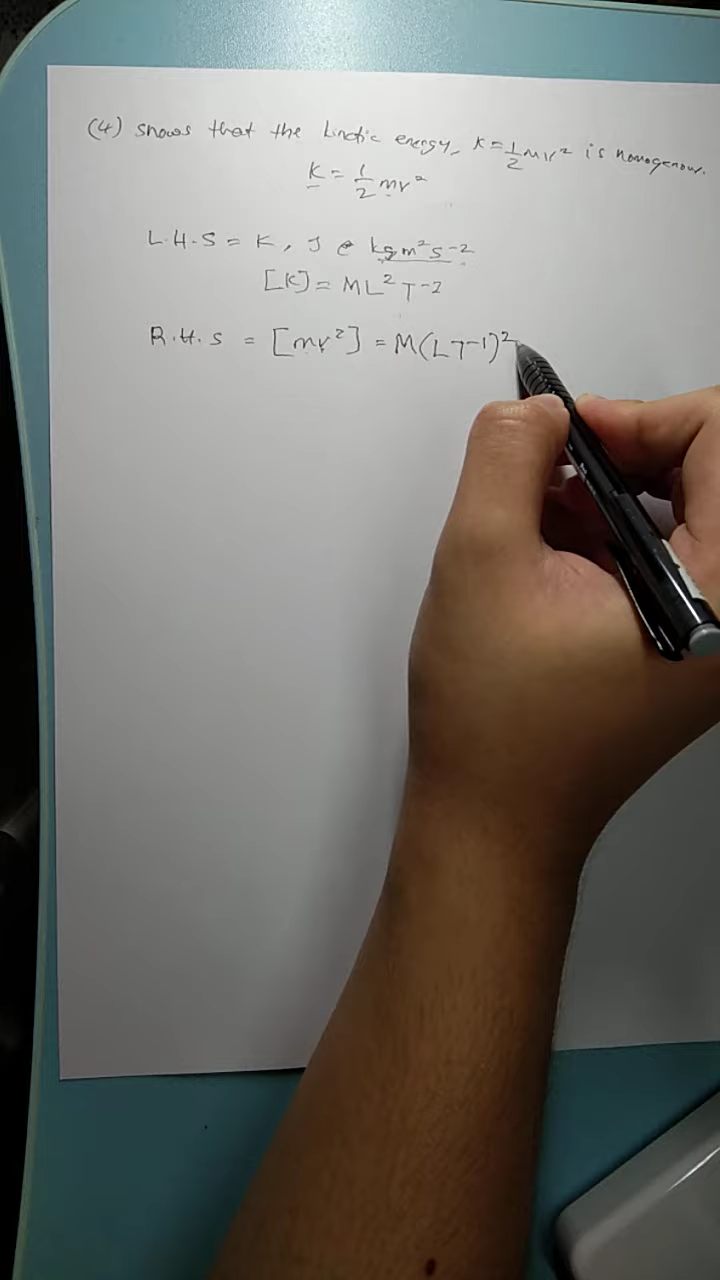 (4) shows that the kinetic energy, K = 1/2 mv² is homogenous.
K = 1/2 mv²
L.H.S = K, J e kgm²s⁻²
[K] = ML²T⁻²
R.H.S = [mv²] = M(LT⁻¹)²